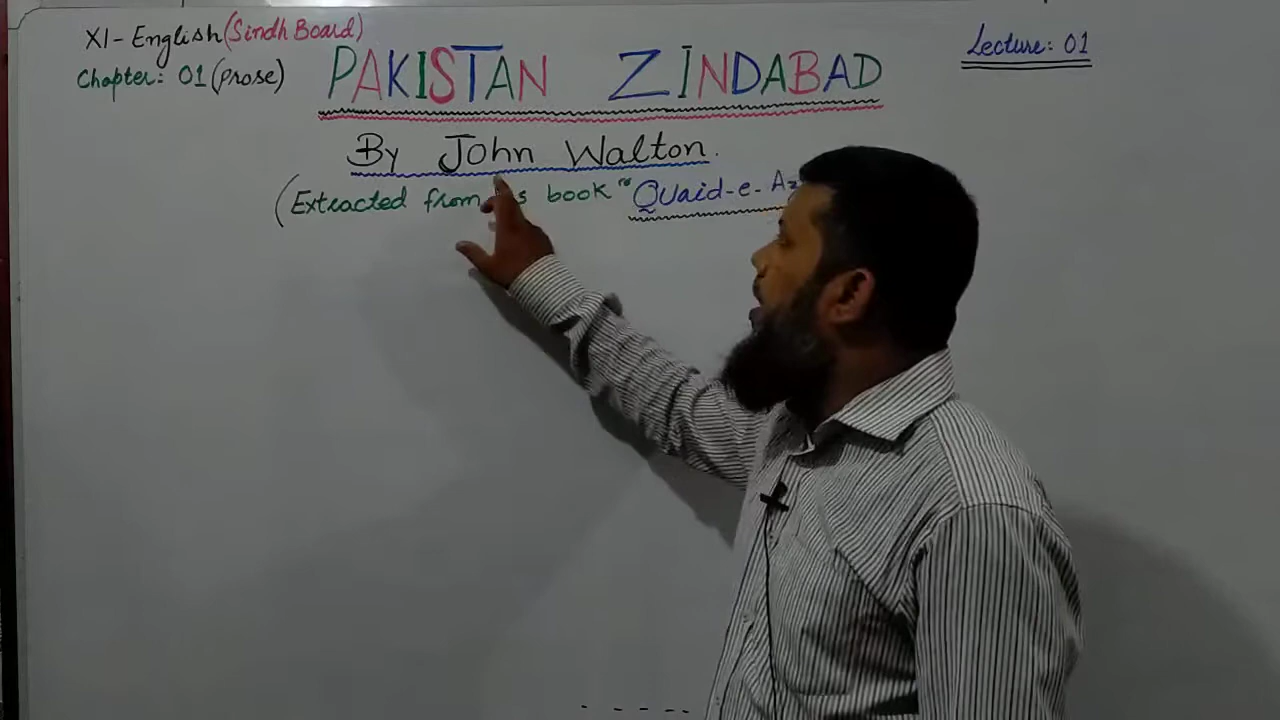 XI-English (Sindh Board)
Lecture: 01
Chapter: 01 (Prose)
PAKISTAN ZINDABAD
By John Walton.
(Extracted from book "Quaid-e-